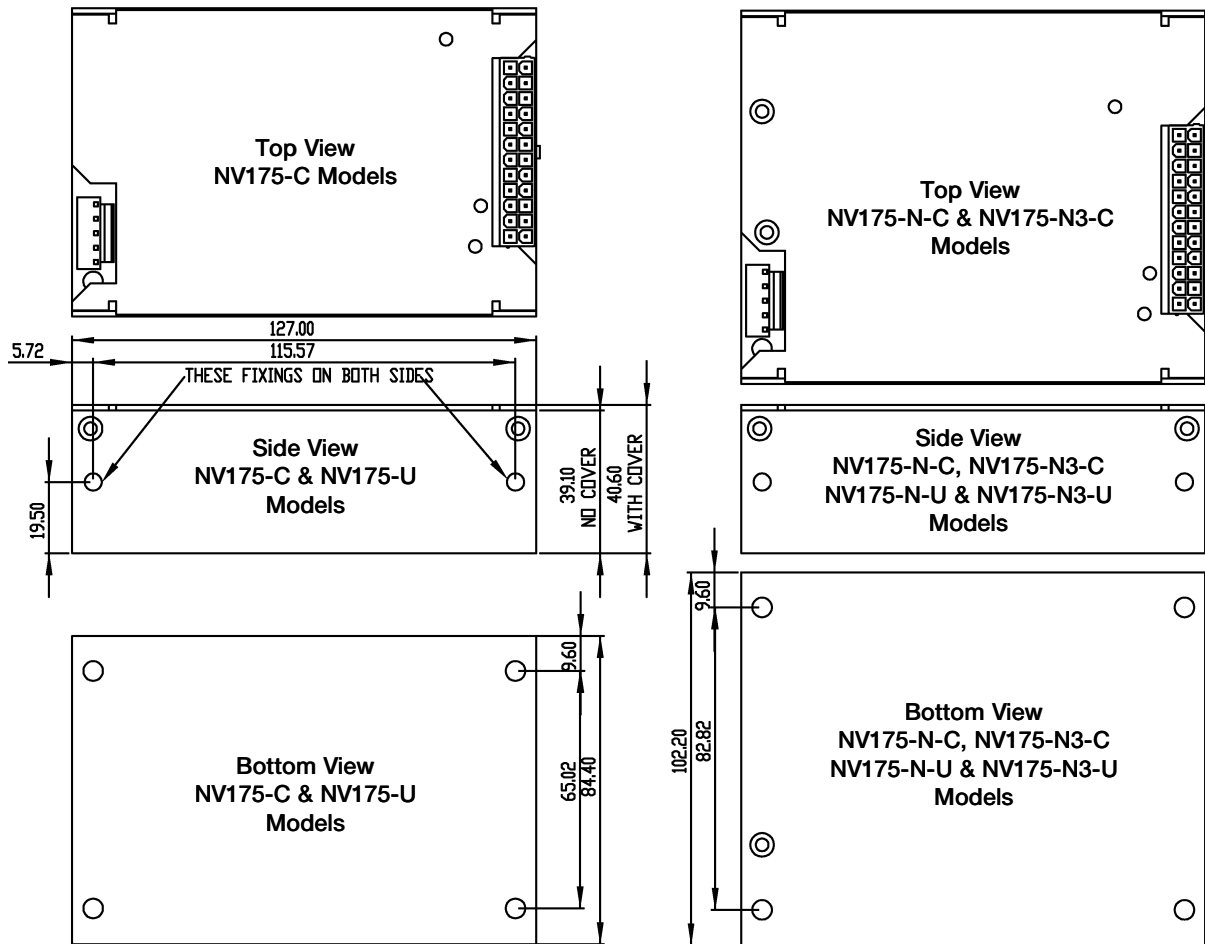 Top View
NV175-C Models
Top View
NV175-N-C & NV175-N3-C
Models
127.00
5.72
115.57
THESE FIXINGS ON BOTH SIDES
Side View
NV175-C & NV175-U
Models
19.50
39.10
NO COVER
40.60
WITH COVER
Side View
NV175-N-C, NV175-N3-C
NV175-N-U & NV175-N3-U
Models
9.60
65.02
84.40
Bottom View
NV175-C & NV175-U
Models
9.60
102.20
82.82
Bottom View
NV175-N-C, NV175-N3-C
NV175-N-U & NV175-N3-U
Models